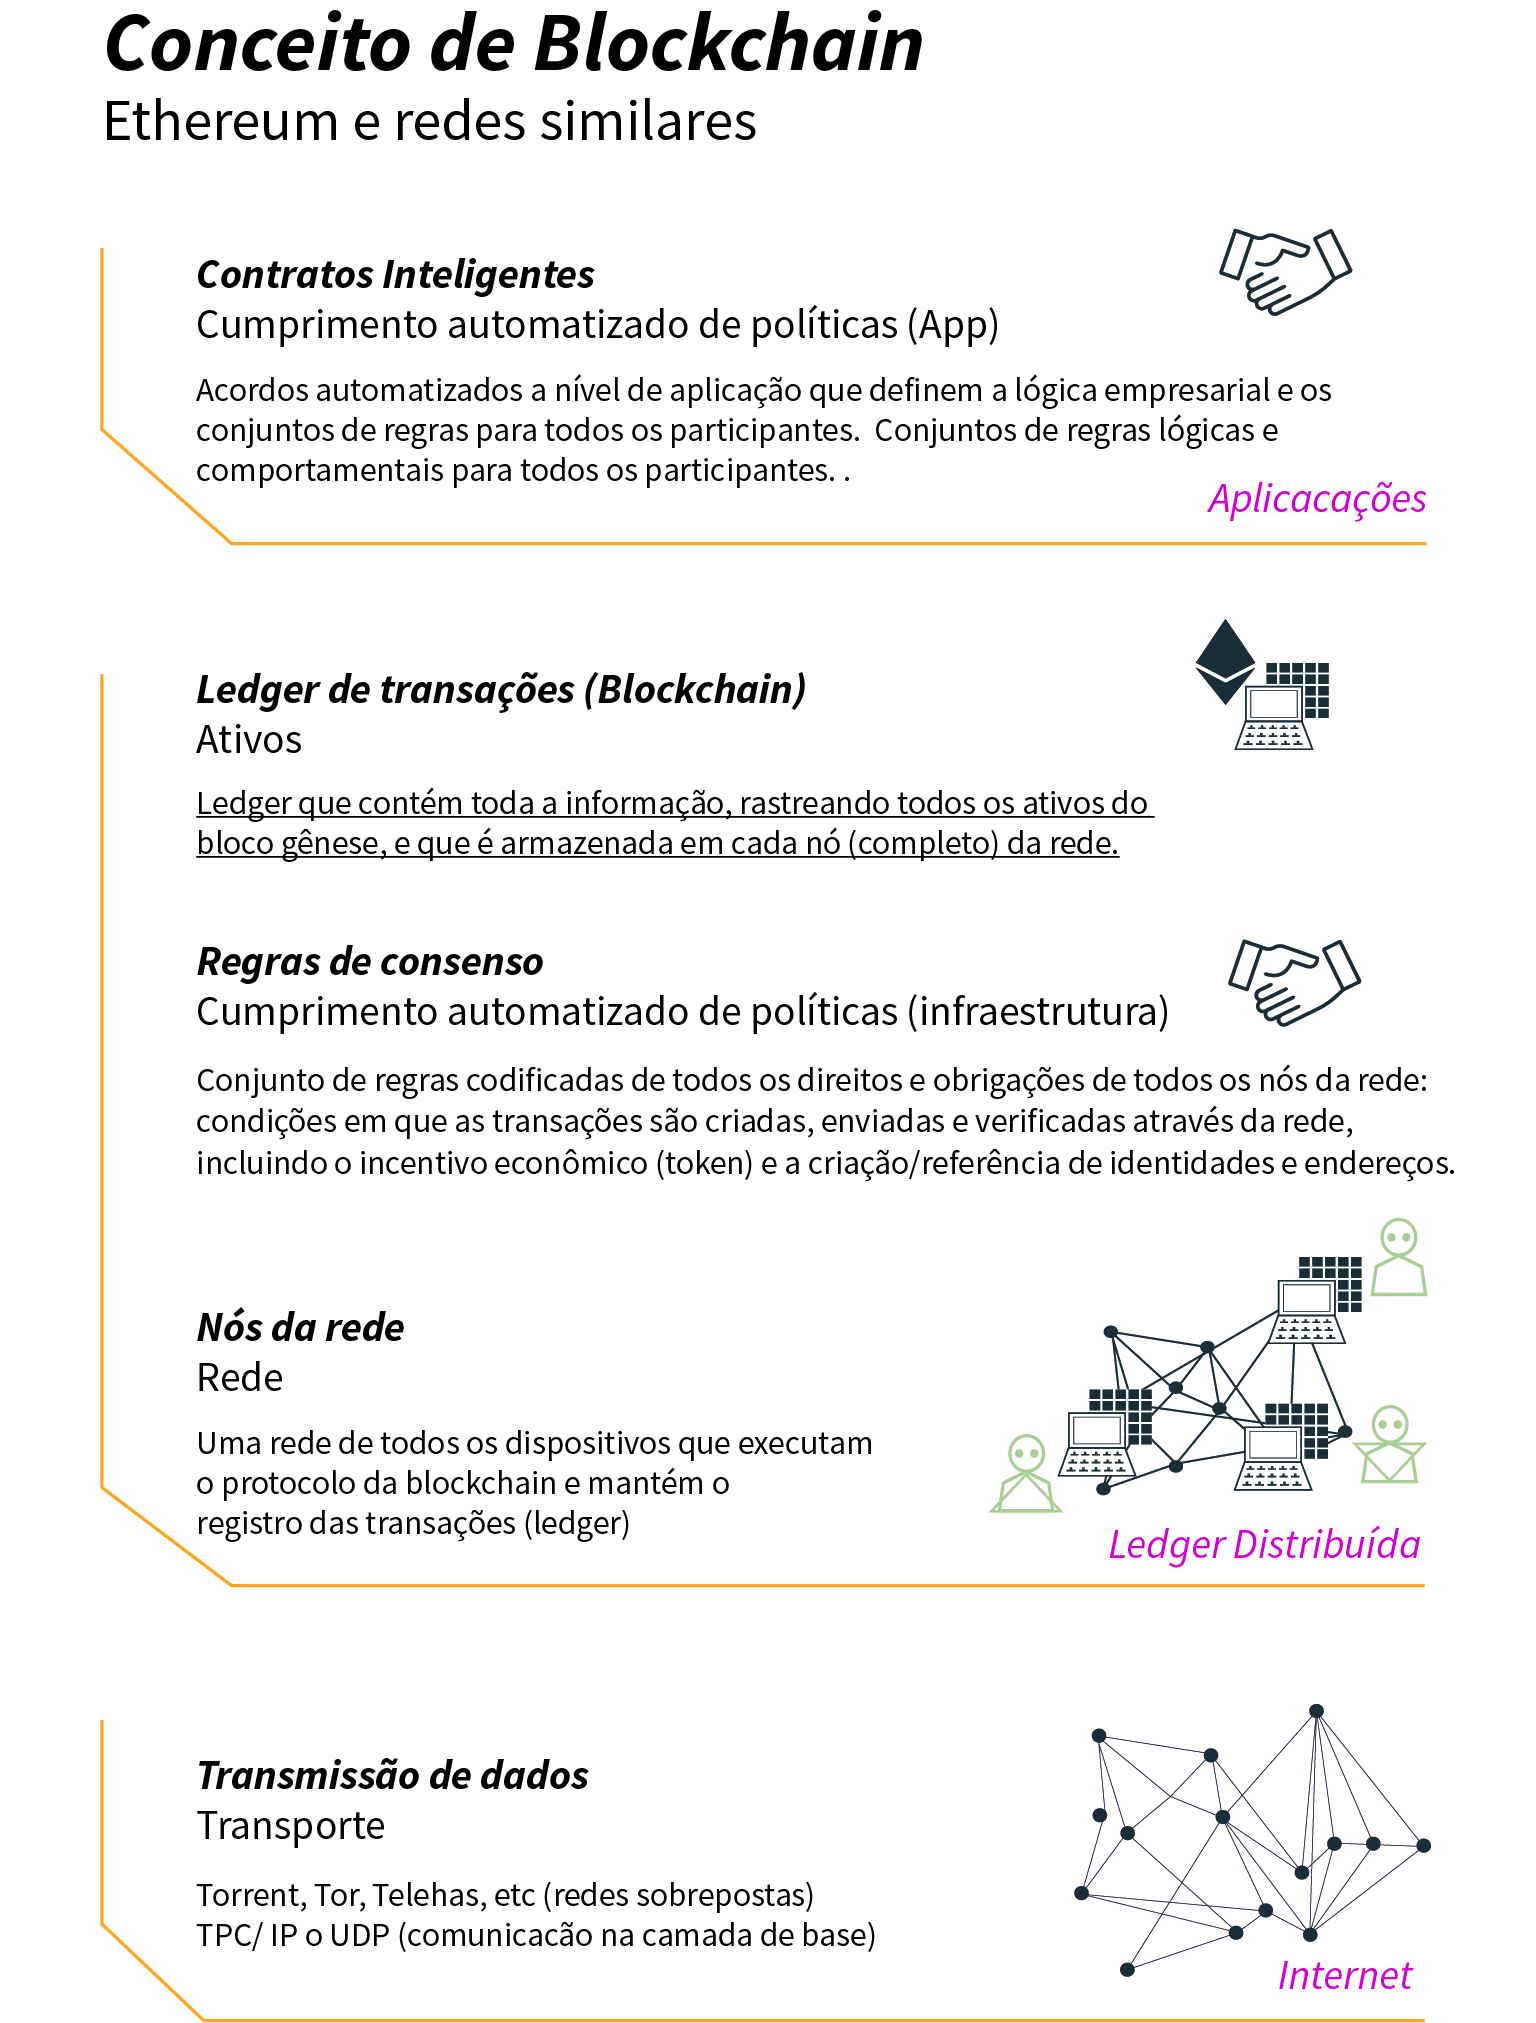 Conceito de Blockchain
Ethereum e redes similares
Contratos Inteligentes
Cumprimento automatizado de políticas (App)
Acordos automatizados a nível de aplicação que definem a lógica empresarial e os
conjuntos de regras para todos os participantes.  Conjuntos de regras lógicas e
comportamentais para todos os participantes. .
Aplicacações
Ledger de transações (Blockchain)
Ativos
Ledger que contém toda a informação, rastreando todos os ativos do
bloco gênese, e que é armazenada em cada nó (completo) da rede.
Regras de consenso
Cumprimento automatizado de políticas (infraestrutura)
Conjunto de regras codificadas de todos os direitos e obrigações de todos os nós da rede:
condições em que as transações são criadas, enviadas e verificadas através da rede,
incluindo o incentivo econômico (token) e a criação/referência de identidades e endereços.
Nós da rede
Rede
Uma rede de todos os dispositivos que executam
o protocolo da blockchain e mantém o
registro das transações (ledger)
Ledger Distribuída
Transmissão de dados
Transporte
Torrent, Tor, Telehas, etc (redes sobrepostas)
TPC/ IP o UDP (comunicacão na camada de base)
Internet